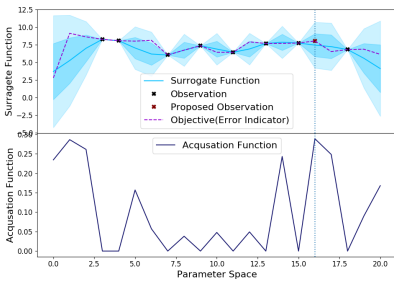 12.5
10.0
7.5
5.0
2.5
0.0
−2.5
−5.0
Surragete Function
Surrogate Function
Observation
Proposed Observation
Objective(Error Indicator)
0.30
0.25
0.20
0.15
0.10
0.05
0.00
Acqusation Function
Acqusation Function
0.0 2.5 5.0 7.5 10.0 12.5 15.0 17.5 20.0
Parameter Space